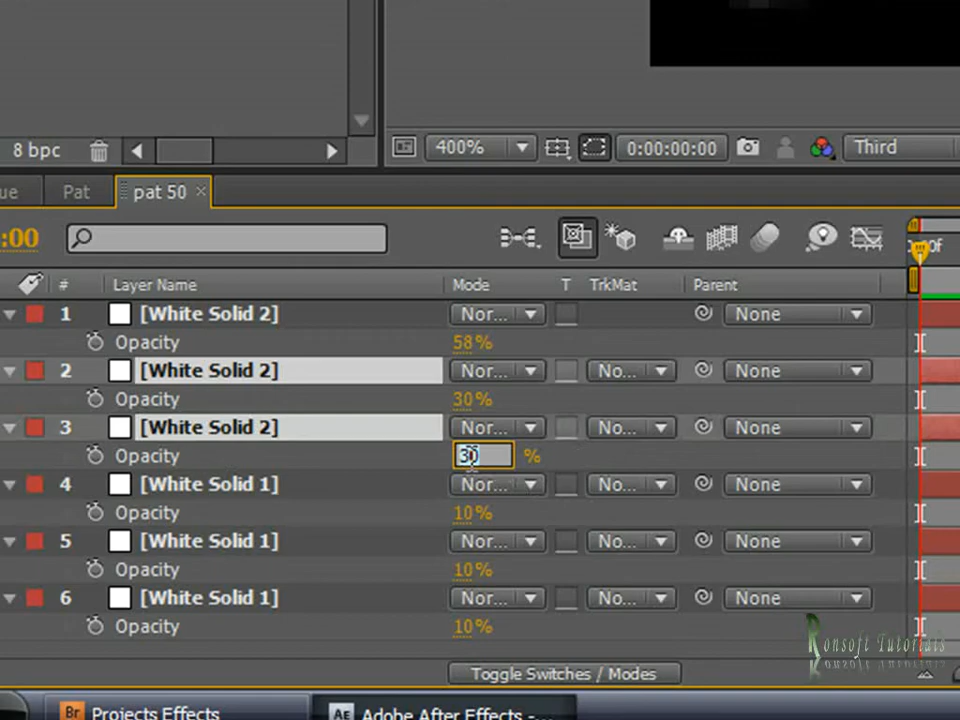 8 bpc 400% 0:00:00:00 Third
ue Pat pat 50 ×
:00
# Layer Name Mode T TrkMat Parent
1 [White Solid 2] Nor... None
Opacity 58%
2 [White Solid 2] Nor... No... None
Opacity 30%
3 [White Solid 2] Nor... No... None
Opacity 30 %
4 [White Solid 1] Nor... No... None
Opacity 10%
5 [White Solid 1] Nor... No... None
Opacity 10%
6 [White Solid 1] Nor... No... None
Opacity 10%
Ronsoft Tutorials
Toggle Switches / Modes
Br Projects Effects AE Adobe After Effects -...